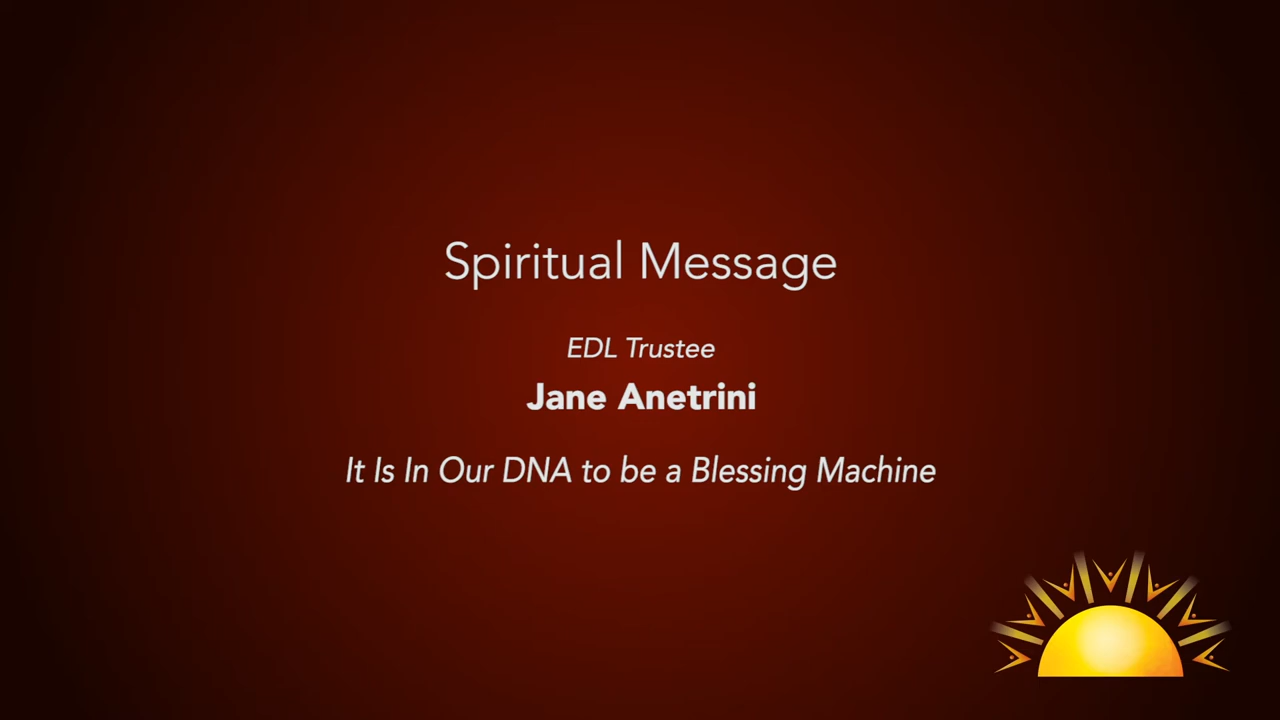 Spiritual Message
EDL Trustee
Jane Anetrini
It Is In Our DNA to be a Blessing Machine